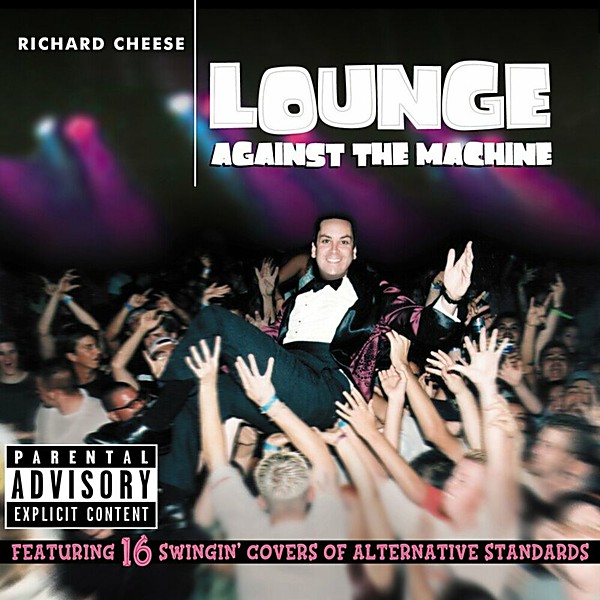 RICHARD CHEESE
LOUNGE
AGAINST THE MACHINE
PARENTAL
ADVISORY
EXPLICIT CONTENT
FEATURING 16 SWINGIN' COVERS OF ALTERNATIVE STANDARDS